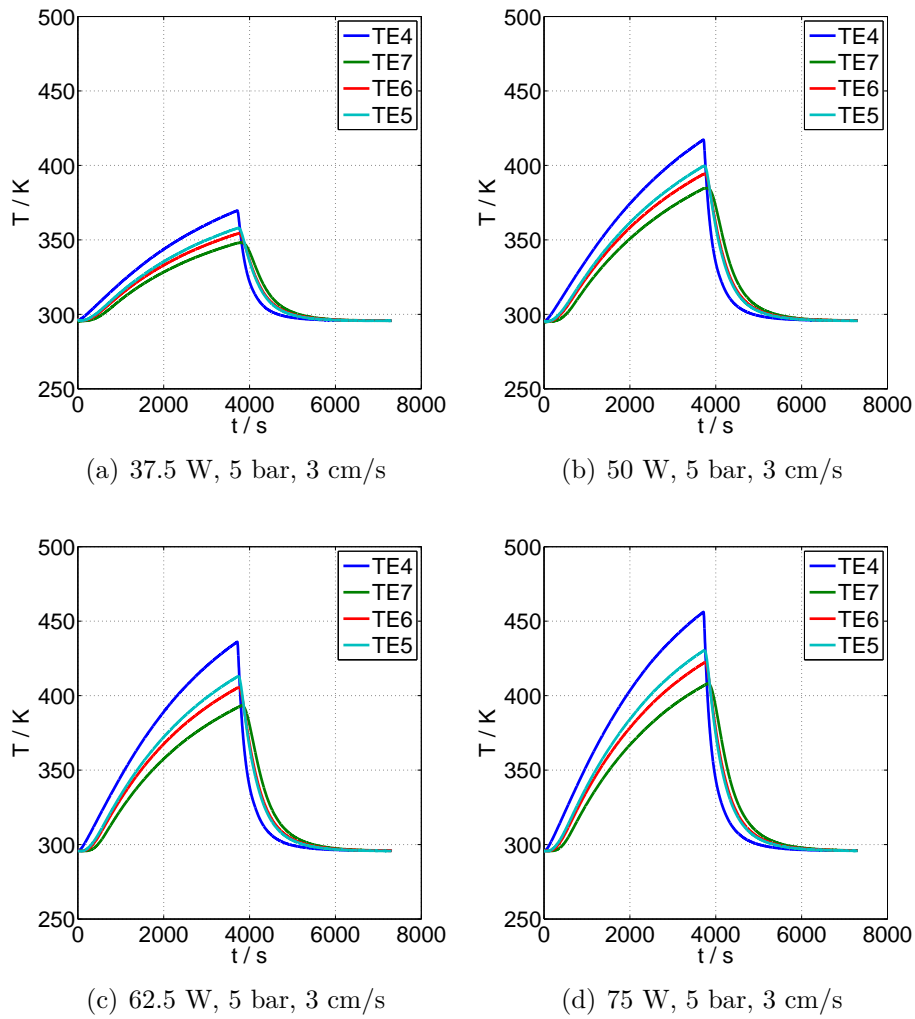 500
450
400
350
300
250
T / K
0 2000 4000 6000 8000
t / s
TE4
TE7
TE6
TE5
(a) 37.5 W, 5 bar, 3 cm/s
500
450
400
350
300
250
T / K
0 2000 4000 6000 8000
t / s
TE4
TE7
TE6
TE5
(b) 50 W, 5 bar, 3 cm/s
500
450
400
350
300
250
T / K
0 2000 4000 6000 8000
t / s
TE4
TE7
TE6
TE5
(c) 62.5 W, 5 bar, 3 cm/s
500
450
400
350
300
250
T / K
0 2000 4000 6000 8000
t / s
TE4
TE7
TE6
TE5
(d) 75 W, 5 bar, 3 cm/s